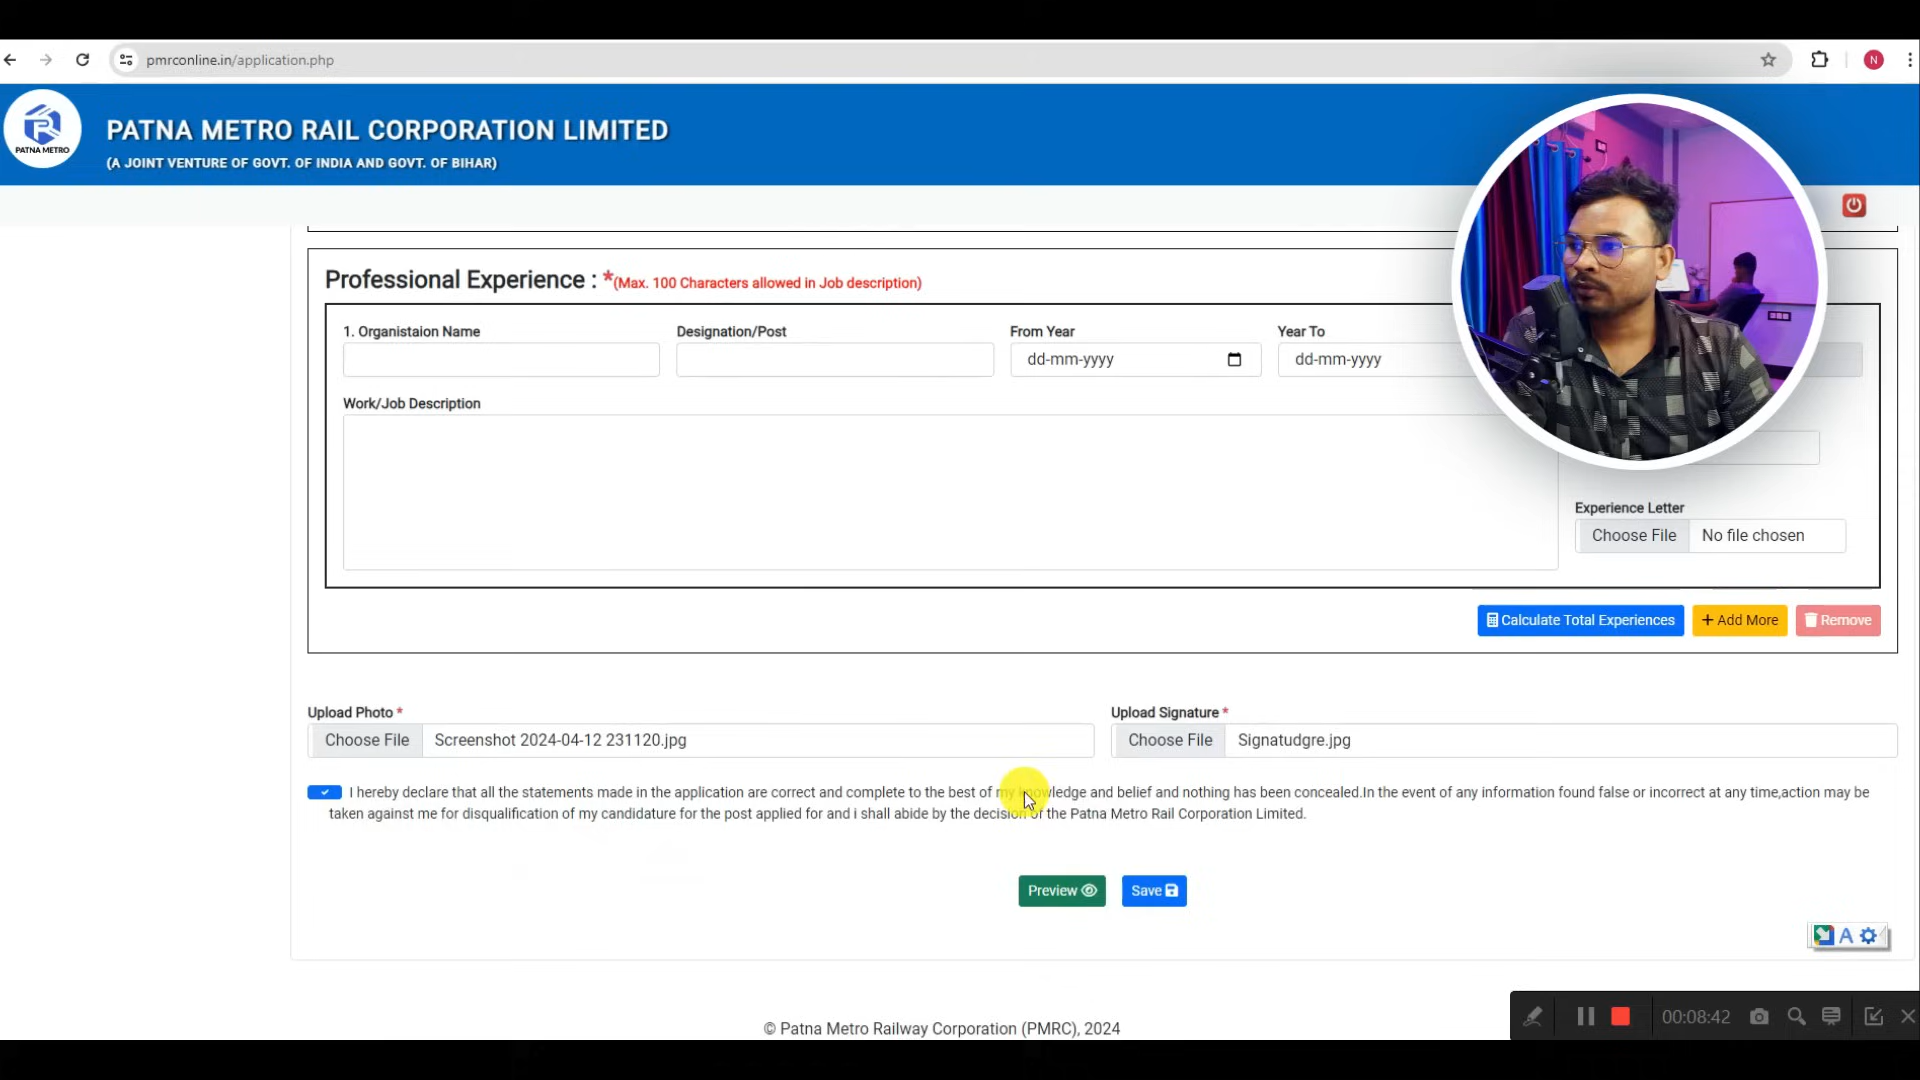 pmrconline.in/application.php
N
PATNA METRO
PATNA METRO RAIL CORPORATION LIMITED
(A JOINT VENTURE OF GOVT. OF INDIA AND GOVT. OF BIHAR)
Professional Experience : *(Max. 100 Characters allowed in Job description)
1. Organistaion Name
Designation/Post
From Year
Year To
dd-mm-yyyy
dd-mm-yyyy
Work/Job Description
Experience Letter
Choose File No file chosen
Calculate Total Experiences
+ Add More
Remove
Upload Photo *
Upload Signature *
Choose File Screenshot 2024-04-12 231120.jpg
Choose File Signatudgre.jpg
I hereby declare that all the statements made in the application are correct and complete to the best of my knowledge and belief and nothing has been concealed.In the event of any information found false or incorrect at any time,action may be
taken against me for disqualification of my candidature for the post applied for and i shall abide by the decision of the Patna Metro Rail Corporation Limited.
Preview
Save
A
© Patna Metro Railway Corporation (PMRC), 2024
00:08:42